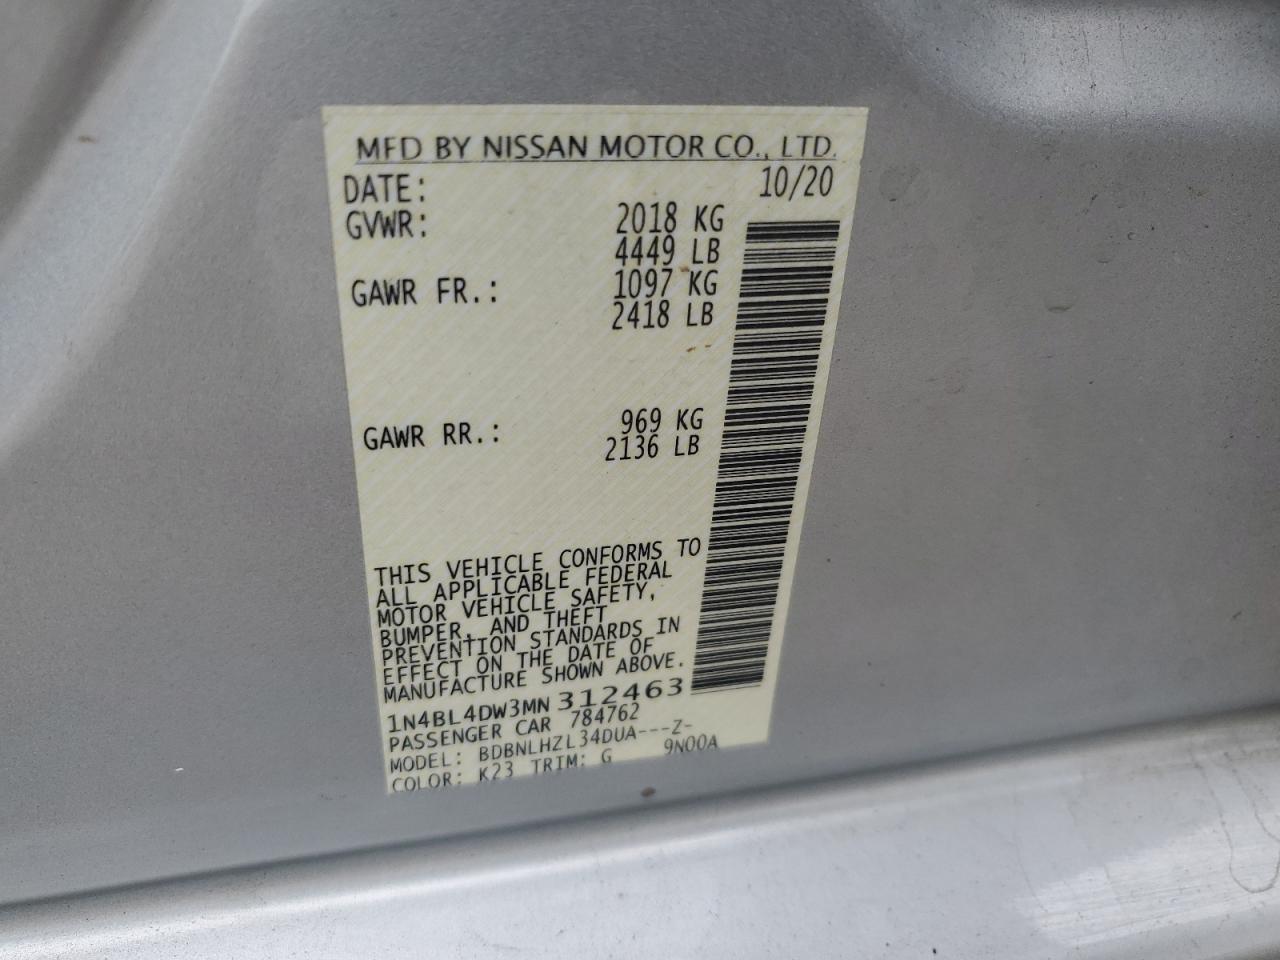 MFD BY NISSAN MOTOR CO., LTD.
DATE: 10/20
GVWR: 2018 KG
4449 LB
GAWR FR.: 1097 KG
2418 LB
GAWR RR.: 969 KG
2136 LB
THIS VEHICLE CONFORMS TO
ALL APPLICABLE FEDERAL
MOTOR VEHICLE SAFETY,
BUMPER, AND THEFT
PREVENTION STANDARDS IN
EFFECT ON THE DATE OF
MANUFACTURE SHOWN ABOVE.
1N4BL4DW3MN312463
PASSENGER CAR 784762
MODEL: BDBNLHZL34DUA---Z-
COLOR: K23 TRIM: G 9N00A